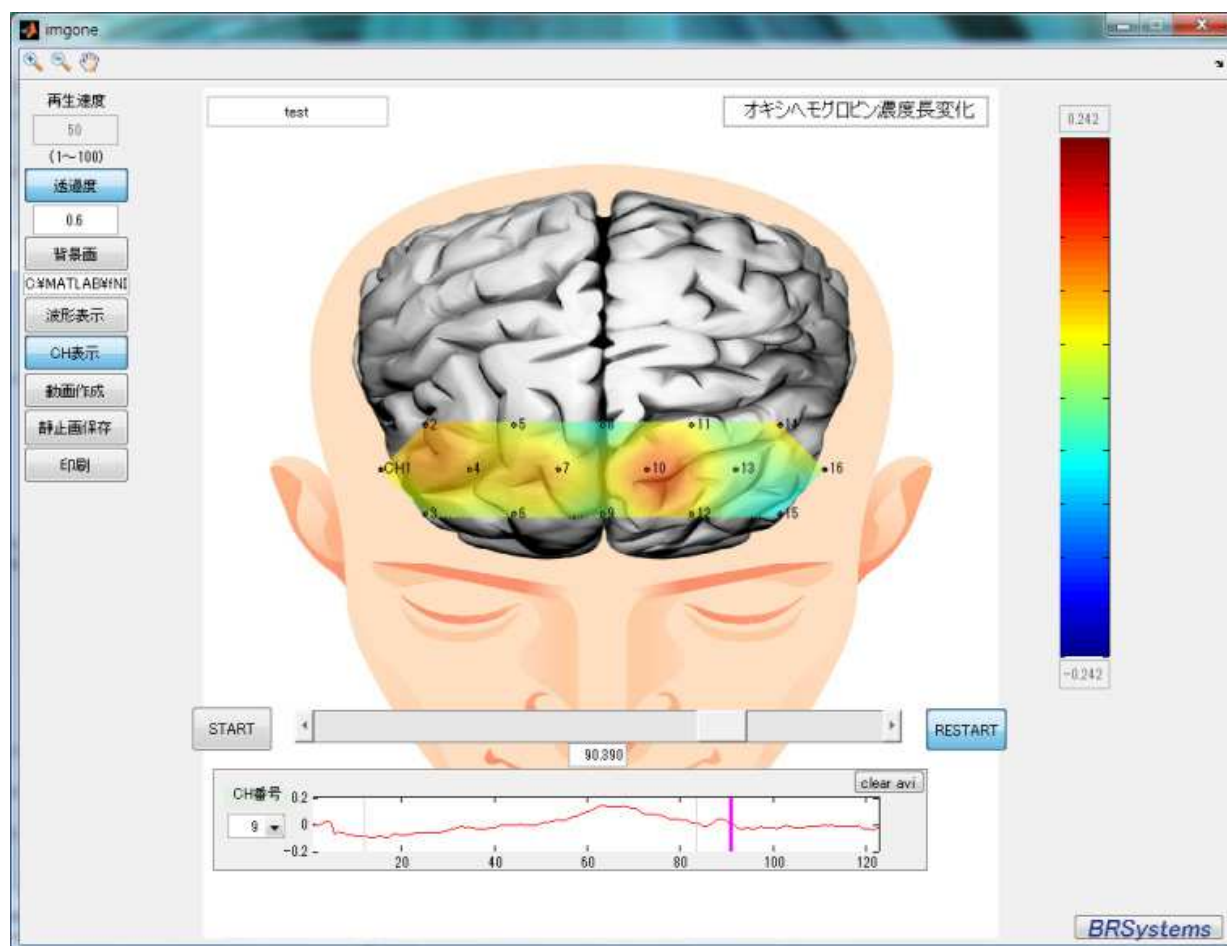 imgone
再生速度
50
(1～100)
透過度
0.6
背景画
C:¥MATLAB¥fNI
波形表示
CH表示
動画作成
静止画保存
印刷
test
オキシヘモグロビン濃度長変化
0.242
-0.242
2
5
8
11
14
CH1
4
7
10
13
16
3
6
9
12
15
START
RESTART
90.390
clear avi
CH番号
9
0.2
0
-0.2
20
40
60
80
100
120
BRSystems